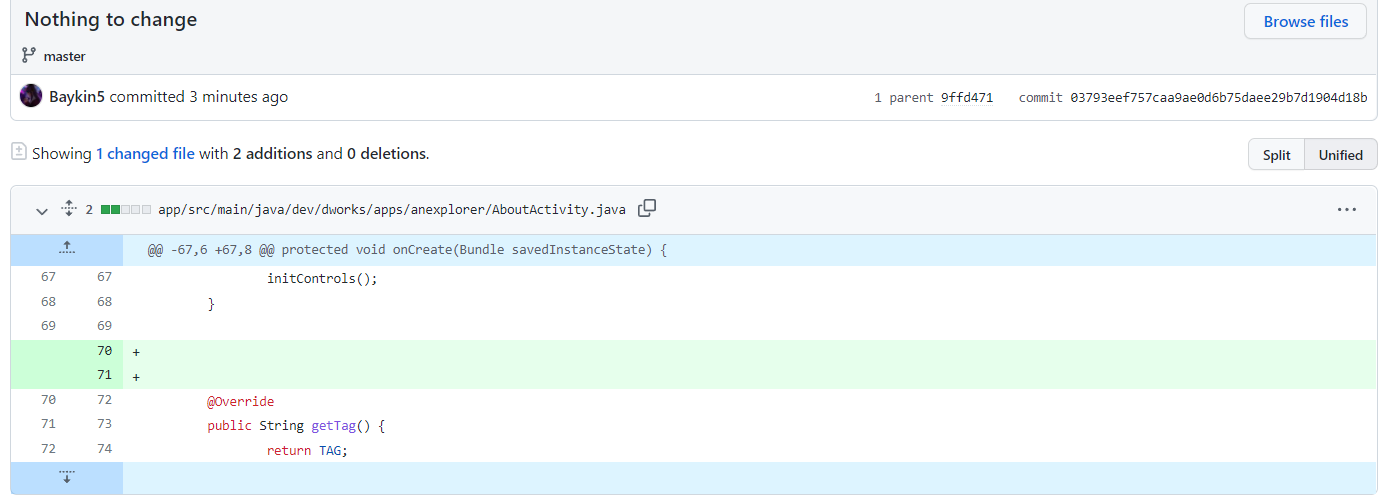 Nothing to change
Browse files
master
Baykin5 committed 3 minutes ago
1 parent 9ffd471 commit 03793eef757caa9ae0d6b75daee29b7d1904d18b
Showing 1 changed file with 2 additions and 0 deletions.
Split Unified
2 app/src/main/java/dev/dworks/apps/anexplorer/AboutActivity.java
@@ -67,6 +67,8 @@ protected void onCreate(Bundle savedInstanceState) {
67 67 initControls();
68 68 }
69 69
70 +
71 +
70 72 @Override
71 73 public String getTag() {
72 74 return TAG;